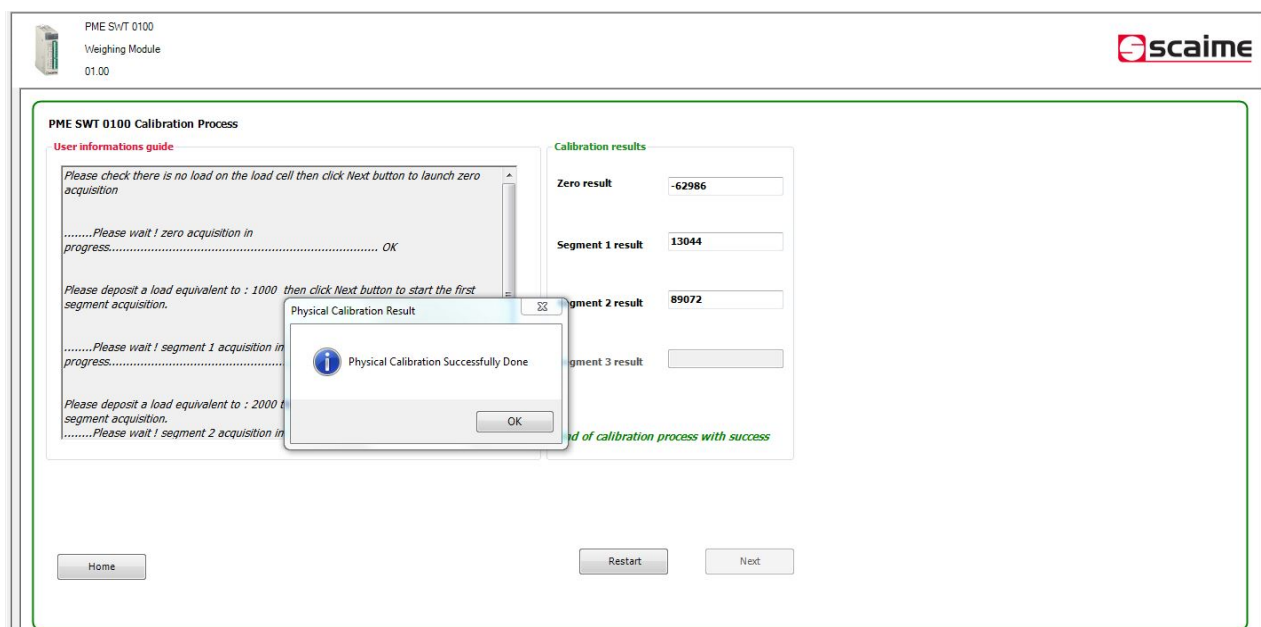 PME SWT 0100
Weighing Module
01.00
scaime
PME SWT 0100 Calibration Process
User informations guide
Please check there is no load on the load cell then click Next button to launch zero
acquisition
........Please wait ! zero acquisition in
progress............................................................................ OK
Please deposit a load equivalent to : 1000 then click Next button to start the first
segment acquisition.
........Please wait ! segment 1 acquisition in
progress..................................................
Please deposit a load equivalent to : 2000
segment acquisition.
........Please wait ! segment 2 acquisition in
Calibration results
Zero result -62986
Segment 1 result 13044
gment 2 result 89072
gment 3 result
nd of calibration process with success
Physical Calibration Result
Physical Calibration Successfully Done
OK
Home
Restart
Next